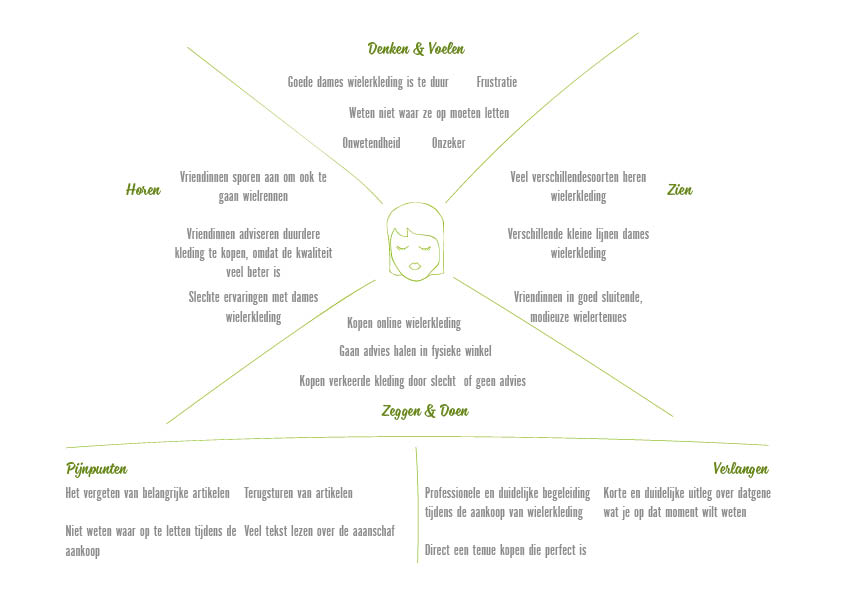 Denken & Voelen
Goede dames wielerkleding is te duur
Frustratie
Weten niet waar ze op moeten letten
Onwetendheid
Onzeker
Horen
Vriendinnen sporen aan om ook te
gaan wielrennen
Vriendinnen adviseren duurdere
kleding te kopen, omdat de kwaliteit
veel beter is
Slechte ervaringen met dames
wielerkleding
Zien
Veel verschillendesoorten heren
wielerkleding
Verschillende kleine lijnen dames
wielerkleding
Vriendinnen in goed sluitende,
modieuze wielertenues
Kopen online wielerkleding
Gaan advies halen in fysieke winkel
Kopen verkeerde kleding door slecht of geen advies
Zeggen & Doen
Pijnpunten
Het vergeten van belangrijke artikelen
Terugsturen van artikelen
Niet weten waar op te letten tijdens de
aankoop
Veel tekst lezen over de aaanschaf
Verlangen
Professionele en duidelijke begeleiding
tijdens de aankoop van wielerkleding
Korte en duidelijke uitleg over datgene
wat je op dat moment wilt weten
Direct een tenue kopen die perfect is